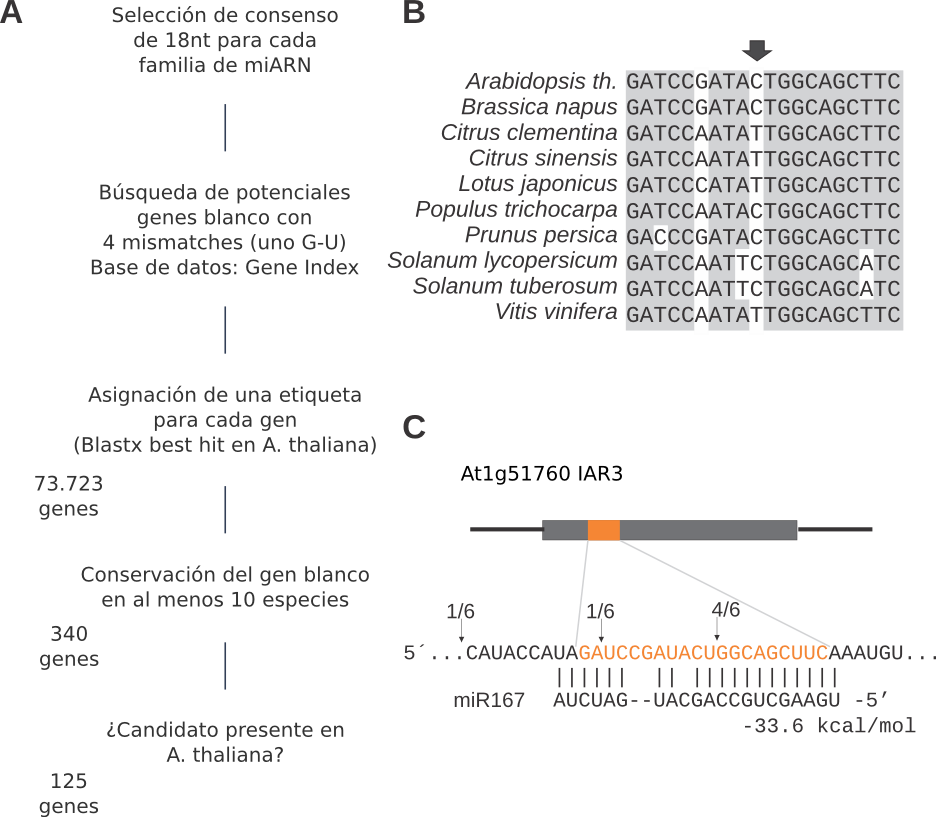 A
Selección de consenso
de 18nt para cada
familia de miARN
Búsqueda de potenciales
genes blanco con
4 mismatches (uno G-U)
Base de datos: Gene Index
Asignación de una etiqueta
para cada gen
(Blastx best hit en A. thaliana)
73.723
genes
Conservación del gen blanco
en al menos 10 especies
340
genes
¿Candidato presente en
A. thaliana?
125
genes
B
Arabidopsis th. GATCCGATACTGGCAGCTTC
Brassica napus GATCCGATACTGGCAGCTTC
Citrus clementina GATCCAATATTGGCAGCTTC
Citrus sinensis GATCCAATATTGGCAGCTTC
Lotus japonicus GATCCAATATTGGCAGCTTC
Populus trichocarpa GATCCAATACTGGCAGCTTC
Prunus persica GACCCGATACTGGCAGCTTC
Solanum lycopersicum GATCCAATTCTGGCAGCATC
Solanum tuberosum GATCCAATTCTGGCAGCATC
Vitis vinifera GATCCAATATTGGCAGCTTC
C
At1g51760 IAR3
1/6 1/6 4/6
5´...CAUACCAUAGAUCCGAUACUGGCAGCUUCAAAUGU...
miR167 AUCUAG--UACGACCGUCGAAGU -5’
-33.6 kcal/mol